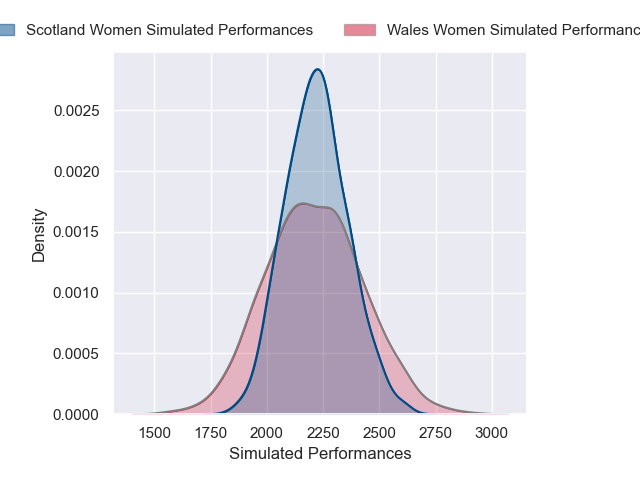 Scotland Women Simulated Performances Wales Women Simulated Performanc
0.0025
0.0020
0.0015
0.0010
0.0005
0.0000
Density
1500 1750 2000 2250 2500 2750 3000
Simulated Performances